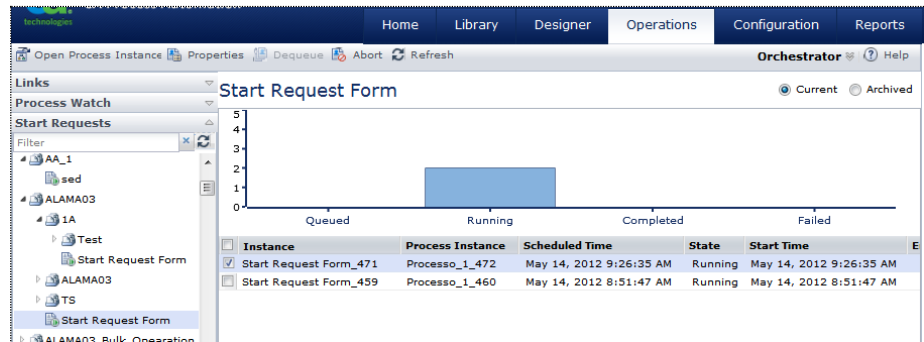 technologies
Home Library Designer Operations Configuration Reports
Open Process Instance Properties Dequeue Abort Refresh Orchestrator Help
Links
Process Watch
Start Requests
Filter
AA_1
sed
ALAMA03
1A
Test
Start Request Form
ALAMA03
TS
Start Request Form
ALAMA03_Bulk_Opearation
Start Request Form
Current Archived
5
4
3
2
1
0
Queued Running Completed Failed
Instance Process Instance Scheduled Time State Start Time E
Start Request Form_471 Processo_1_472 May 14, 2012 9:26:35 AM Running May 14, 2012 9:26:35 AM
Start Request Form_459 Processo_1_460 May 14, 2012 8:51:47 AM Running May 14, 2012 8:51:47 AM